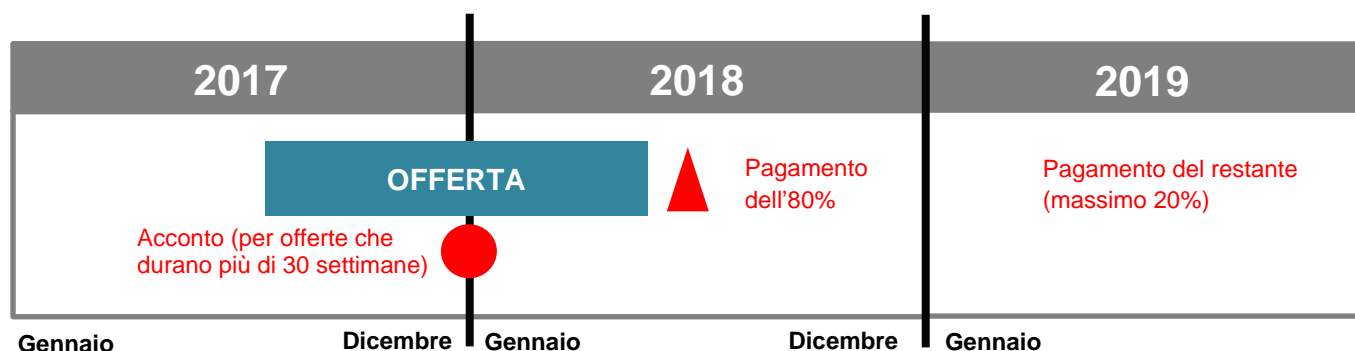 2017 2018 2019
OFFERTA
Pagamento
dell'80%
Pagamento del restante
(massimo 20%)
Acconto (per offerte che
durano più di 30 settimane)
Gennaio Dicembre Gennaio Dicembre Gennaio